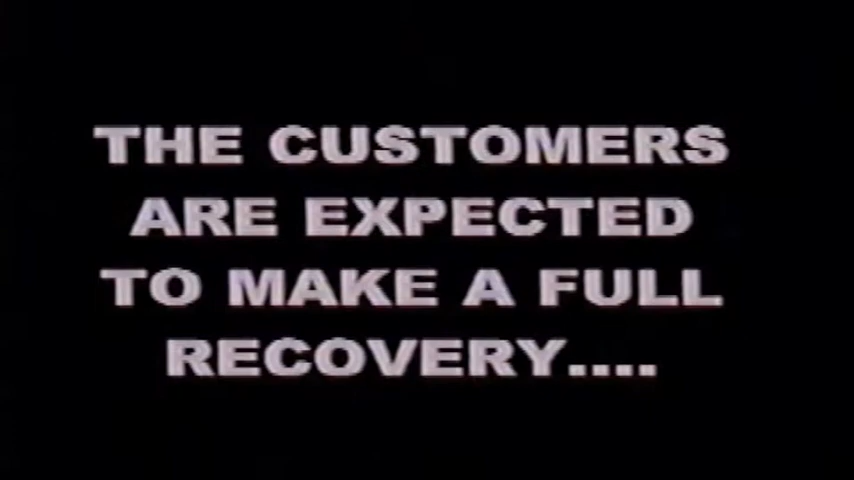 THE CUSTOMERS
ARE EXPECTED
TO MAKE A FULL
RECOVERY....